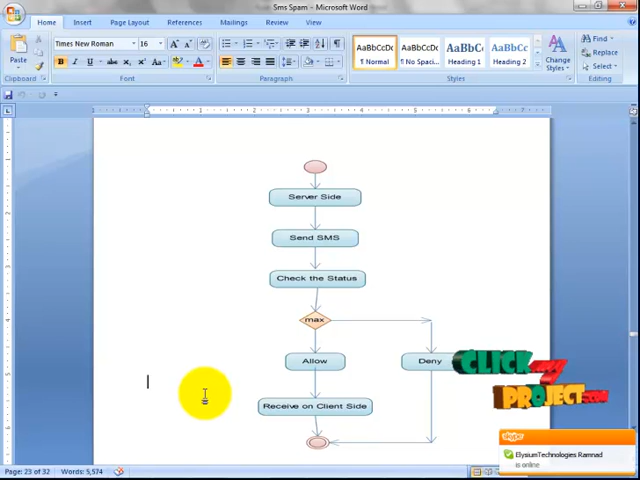 Sms Spam - Microsoft Word
Home Insert Page Layout References Mailings Review View
Times New Roman 16
AaBbCcDc AaBbCcDc AaBbCc AaBbCc
¶ Normal ¶ No Spaci... Heading 1 Heading 2
Change Styles
Find
Replace
Select
Editing
Paste
Clipboard Font Paragraph Styles
Server Side
Send SMS
Check the Status
max
Allow
Deny
Receive on Client Side
CLICK my
PROJECT.COM
skype
ElysiumTechnologies Ramnad
is online
Page: 23 of 32 Words: 5,574